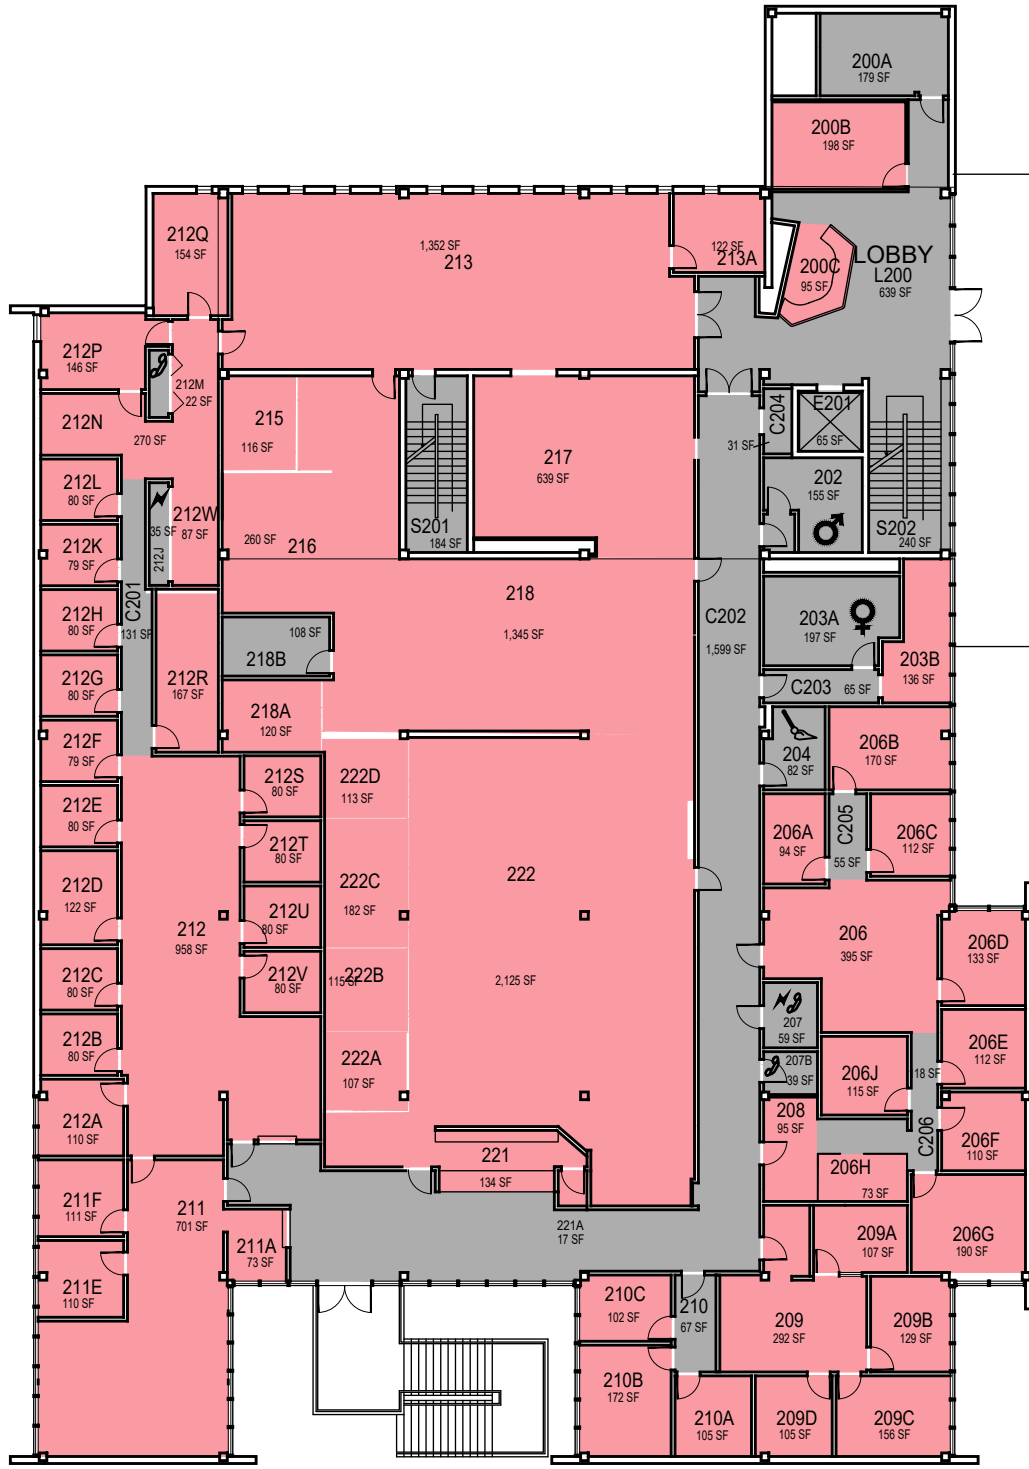 200A
179 SF
200B
198 SF
212Q
154 SF
1,352 SF
213
122 SF
213A
200C
95 SF
LOBBY
L200
639 SF
212P
146 SF
212M
22 SF
212N
270 SF
215
116 SF
217
639 SF
C204
31 SF
E201
65 SF
212L
80 SF
35 SF
212J
212W
87 SF
260 SF
216
S201
184 SF
202
155 SF
S202
240 SF
212K
79 SF
212H
80 SF
C201
131 SF
218
1,345 SF
108 SF
218B
C202
1,599 SF
203A
197 SF
203B
136 SF
C203
65 SF
212G
80 SF
212R
167 SF
218A
120 SF
212F
79 SF
204
82 SF
206B
170 SF
212E
80 SF
212S
80 SF
222D
113 SF
206A
94 SF
C205
55 SF
206C
112 SF
212T
80 SF
212D
122 SF
212
958 SF
212U
80 SF
222C
182 SF
222
2,125 SF
206
395 SF
206D
133 SF
212C
80 SF
212V
80 SF
115 SF
222B
207
59 SF
212B
80 SF
222A
107 SF
207B
39 SF
206J
115 SF
18 SF
206E
112 SF
212A
110 SF
208
95 SF
C206
206F
110 SF
221
134 SF
206H
73 SF
211F
111 SF
211
701 SF
211A
73 SF
221A
17 SF
209A
107 SF
206G
190 SF
211E
110 SF
210C
102 SF
210
67 SF
209
292 SF
209B
129 SF
210B
172 SF
210A
105 SF
209D
105 SF
209C
156 SF